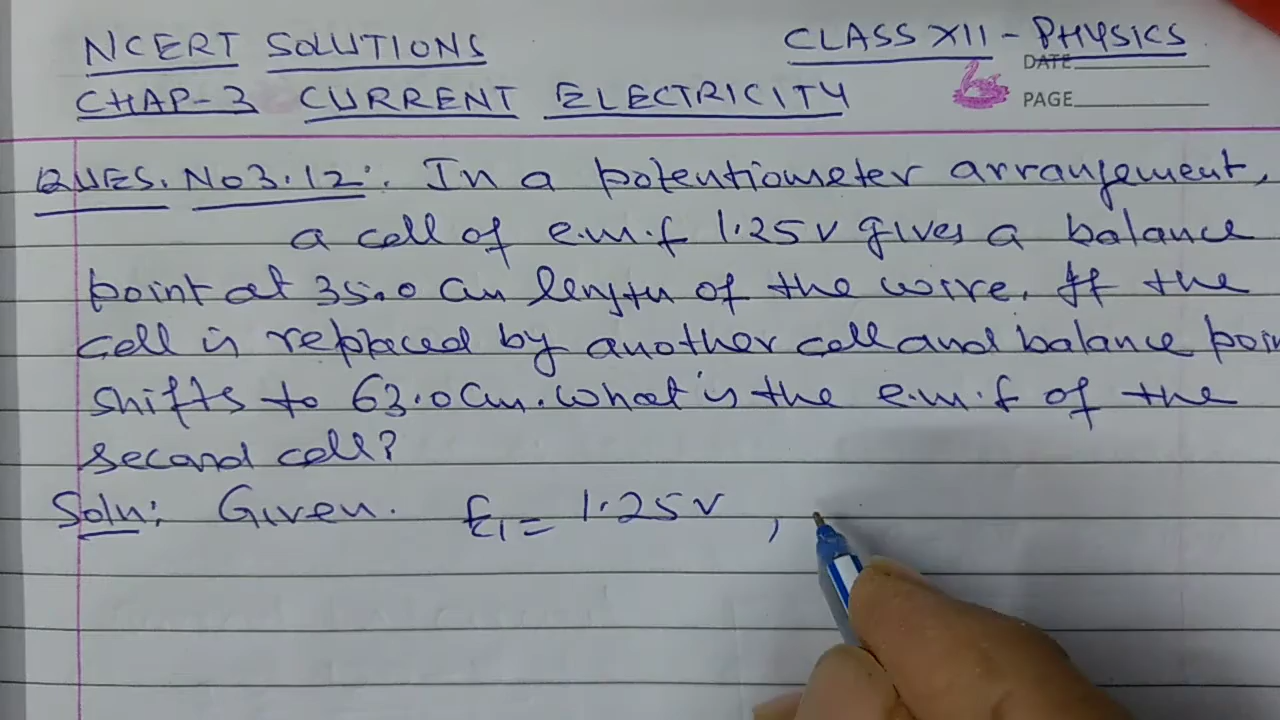 NCERT SOLUTIONS CLASS XII - PHYSICS
DATE
CHAP-3 CURRENT ELECTRICITY
PAGE
QUES. No 3.12: In a potentiometer arrangement,
a cell of e.m.f 1.25V gives a balance
point at 35.0 cm length of the wire. If the
cell is replaced by another cell and balance poin
shifts to 63.0 cm. What is the e.m.f of the
second cell?
Soln: Given. E1 = 1.25V ,